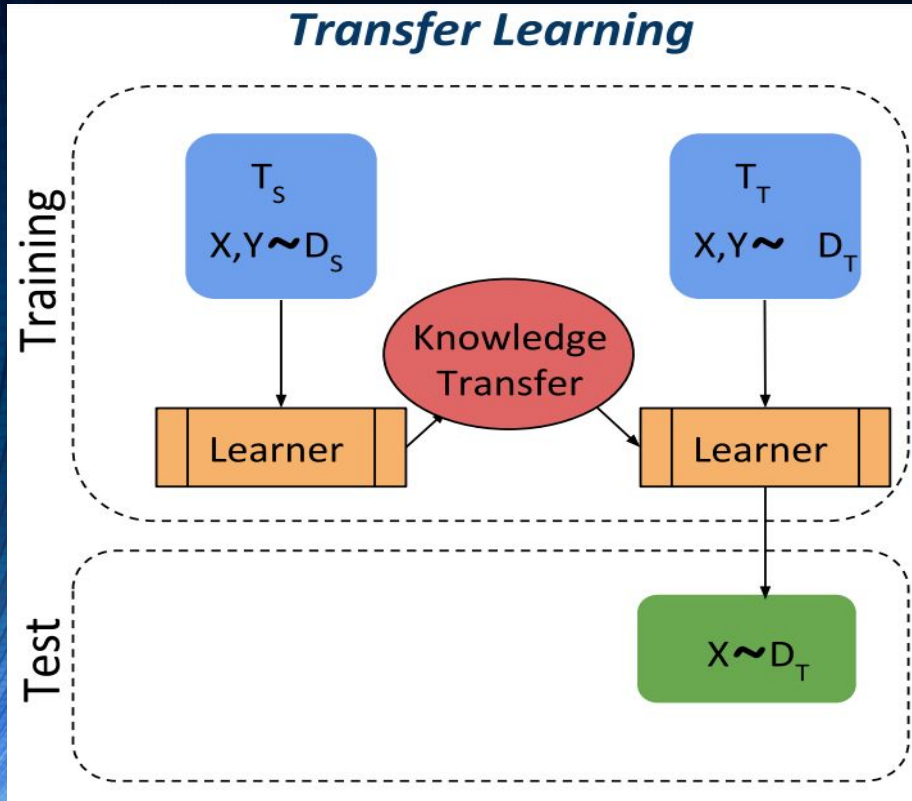 Transfer Learning
Training
T_S
X,Y~D_S
T_T
X,Y~ D_T
Knowledge
Transfer
Learner
Learner
Test
X~D_T